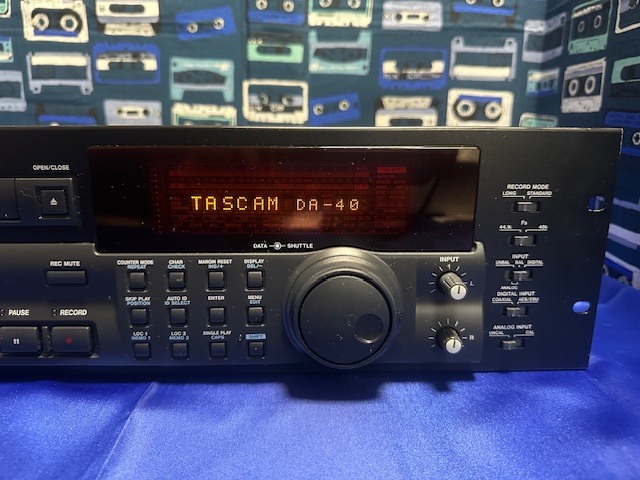 OPEN/CLOSE
TASCAM DA-40
DATA SHUTTLE
REC MUTE
COUNTER MODE
REPEAT
CHAR
CHECK
MARGIN RESET
INS/+
DISPLAY
DEL/-
SKIP PLAY
POSITION
AUTO ID
ID SELECT
ENTER
MENU
EDIT
PAUSE
RECORD
LOC 1
MEMO 1
LOC 2
MEMO 2
SINGLE PLAY
CAPS
SHIFT
INPUT
L
R
RECORD MODE
LONG STANDARD
Fs
44.1k 48k
INPUT
UNBAL BAL DIGITAL
ANALOG
DIGITAL INPUT
COAXIAL AES/EBU
ANALOG INPUT
UNCAL CAL